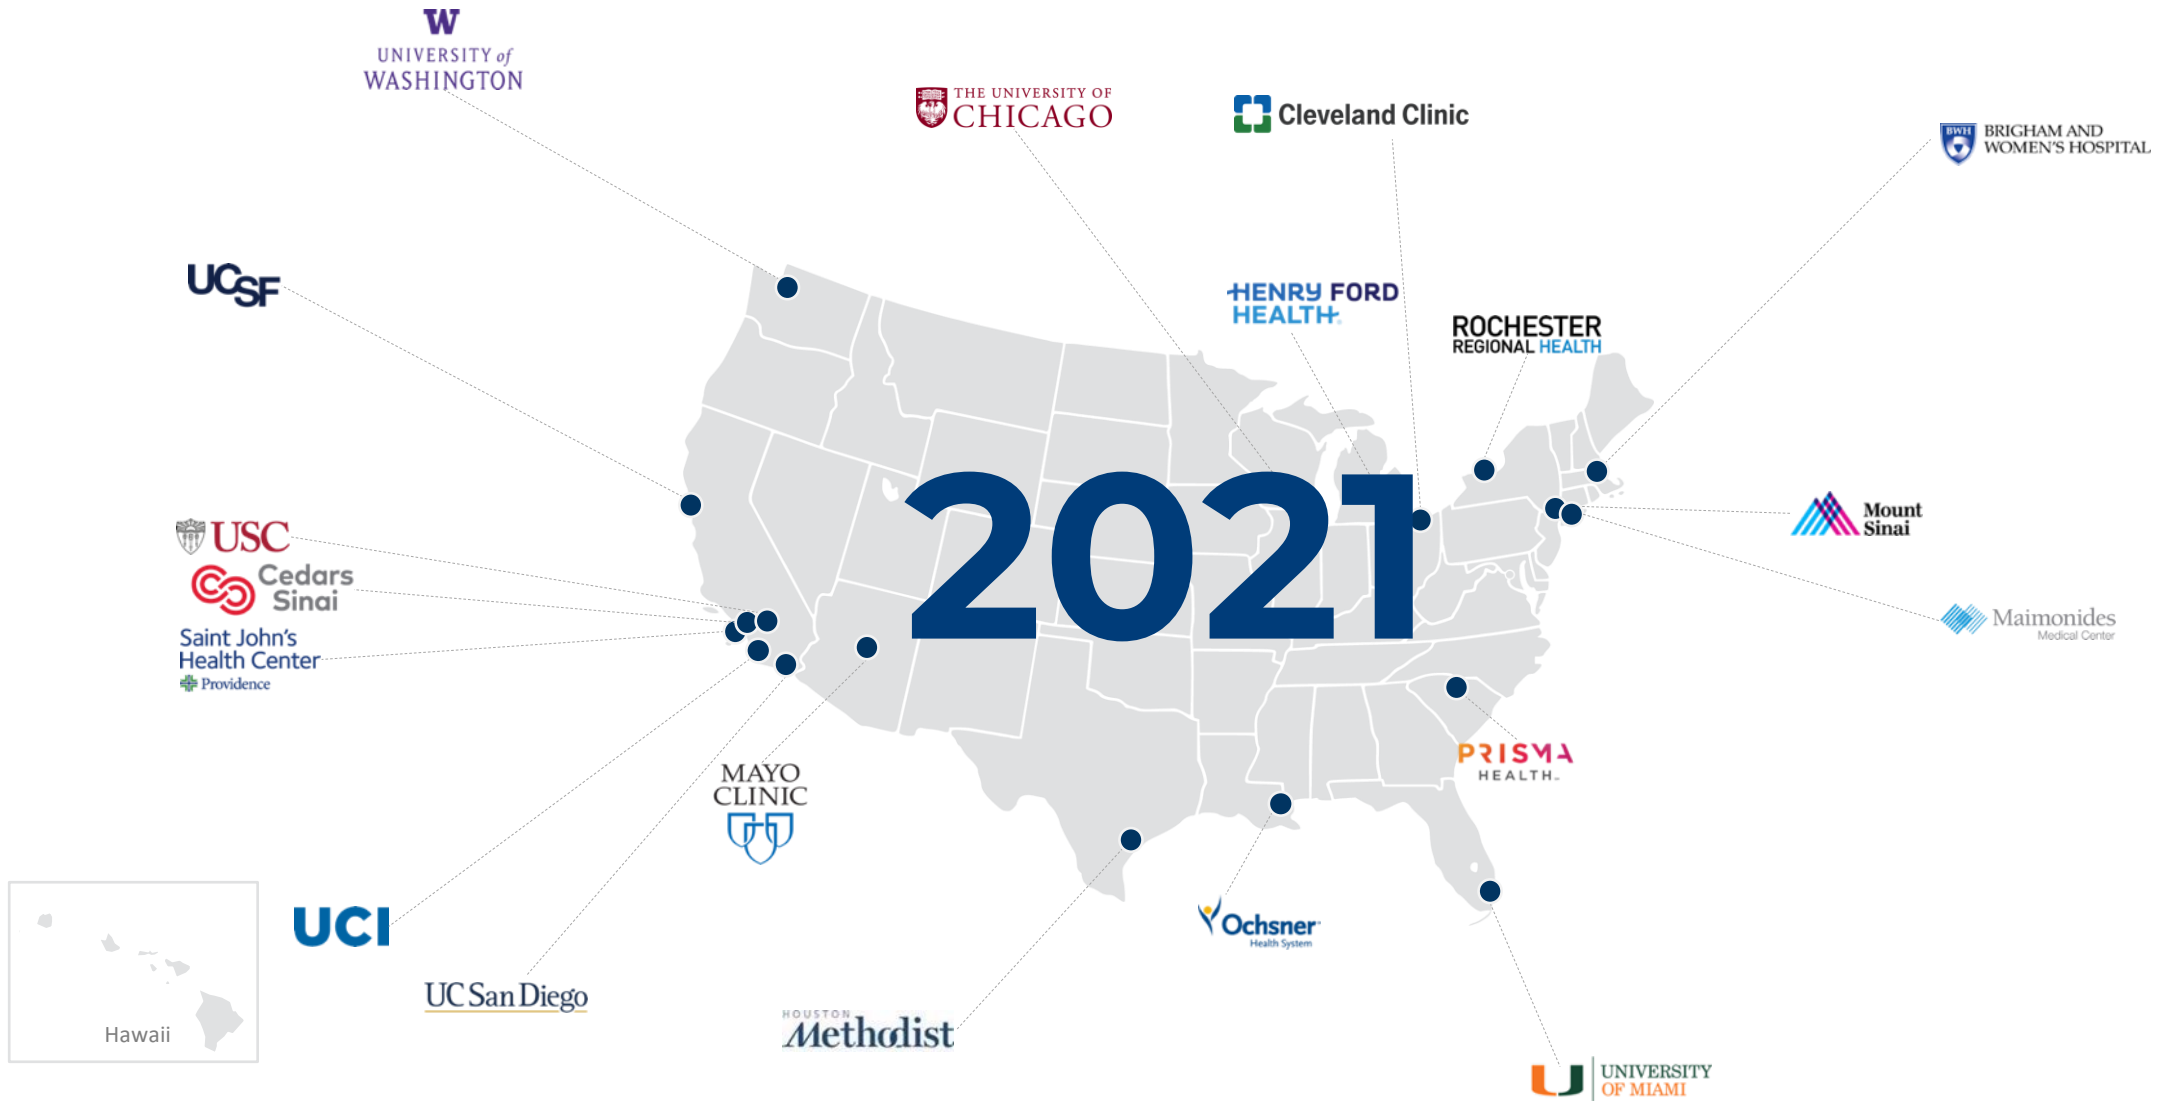 W
UNIVERSITY of
WASHINGTON
THE UNIVERSITY OF
CHICAGO
Cleveland Clinic
BWH
BRIGHAM AND
WOMEN'S HOSPITAL
UCSF
HENRY FORD
HEALTH
ROCHESTER
REGIONAL HEALTH
2021
USC
Cedars
Sinai
Saint John's
Health Center
Providence
Mount
Sinai
Maimonides
Medical Center
PRISMA
HEALTH
MAYO
CLINIC
UCI
Ochsner
Health System
UC San Diego
HOUSTON
Methodist
Hawaii
UNIVERSITY
OF MIAMI